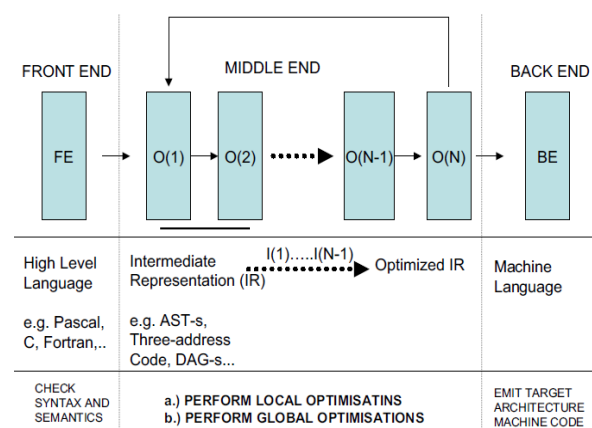 FRONT END
MIDDLE END
BACK END
FE
O(1)
O(2)
O(N-1)
O(N)
BE
High Level
Language
e.g. Pascal,
C, Fortran,..
Intermediate
Representation (IR)
e.g. AST-s,
Three-address
Code, DAG-s...
I(1).....I(N-1)
Optimized IR
Machine
Language
CHECK
SYNTAX AND
SEMANTICS
a.) PERFORM LOCAL OPTIMISATINS
b.) PERFORM GLOBAL OPTIMISATIONS
EMIT TARGET
ARCHITECTURE
MACHINE CODE